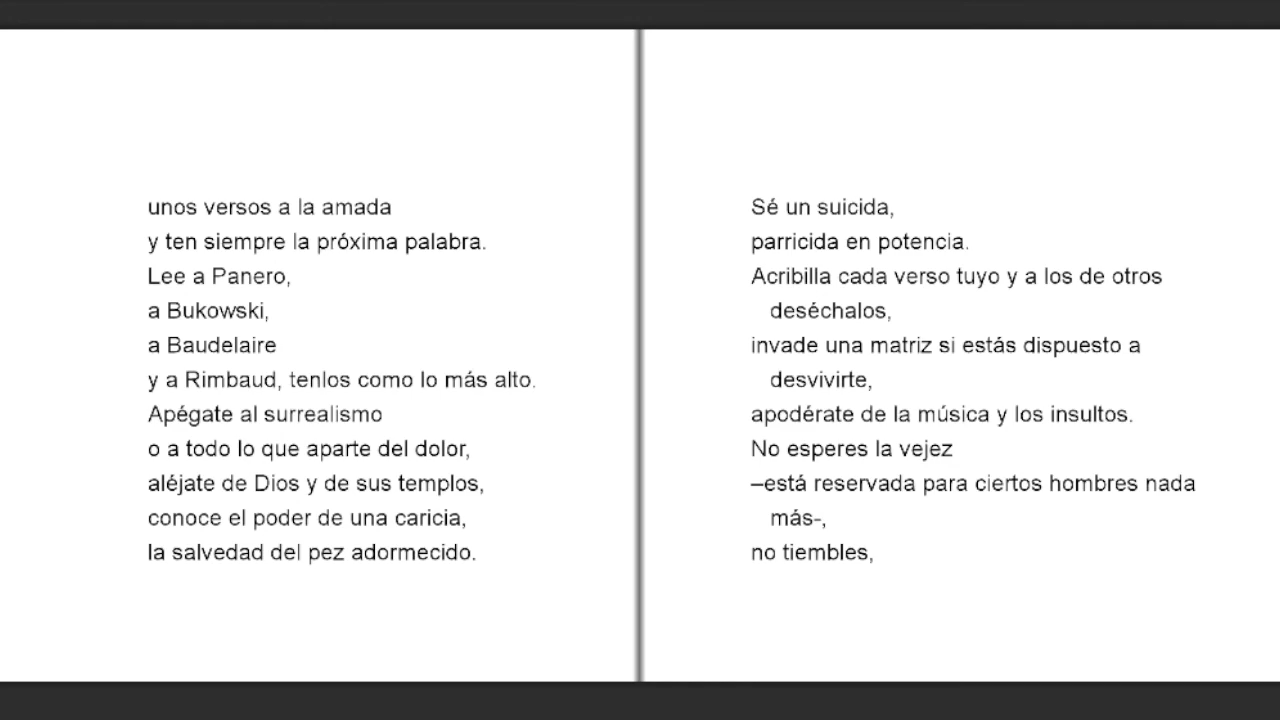 unos versos a la amada
y ten siempre la próxima palabra.
Lee a Panero,
a Bukowski,
a Baudelaire
y a Rimbaud, tenlos como lo más alto.
Apégate al surrealismo
o a todo lo que aparte del dolor,
aléjate de Dios y de sus templos,
conoce el poder de una caricia,
la salvedad del pez adormecido.
Sé un suicida,
parricida en potencia.
Acribilla cada verso tuyo y a los de otros
deséchalos,
invade una matriz si estás dispuesto a
desvivirte,
apodérate de la música y los insultos.
No esperes la vejez
–está reservada para ciertos hombres nada
más-,
no tiembles,